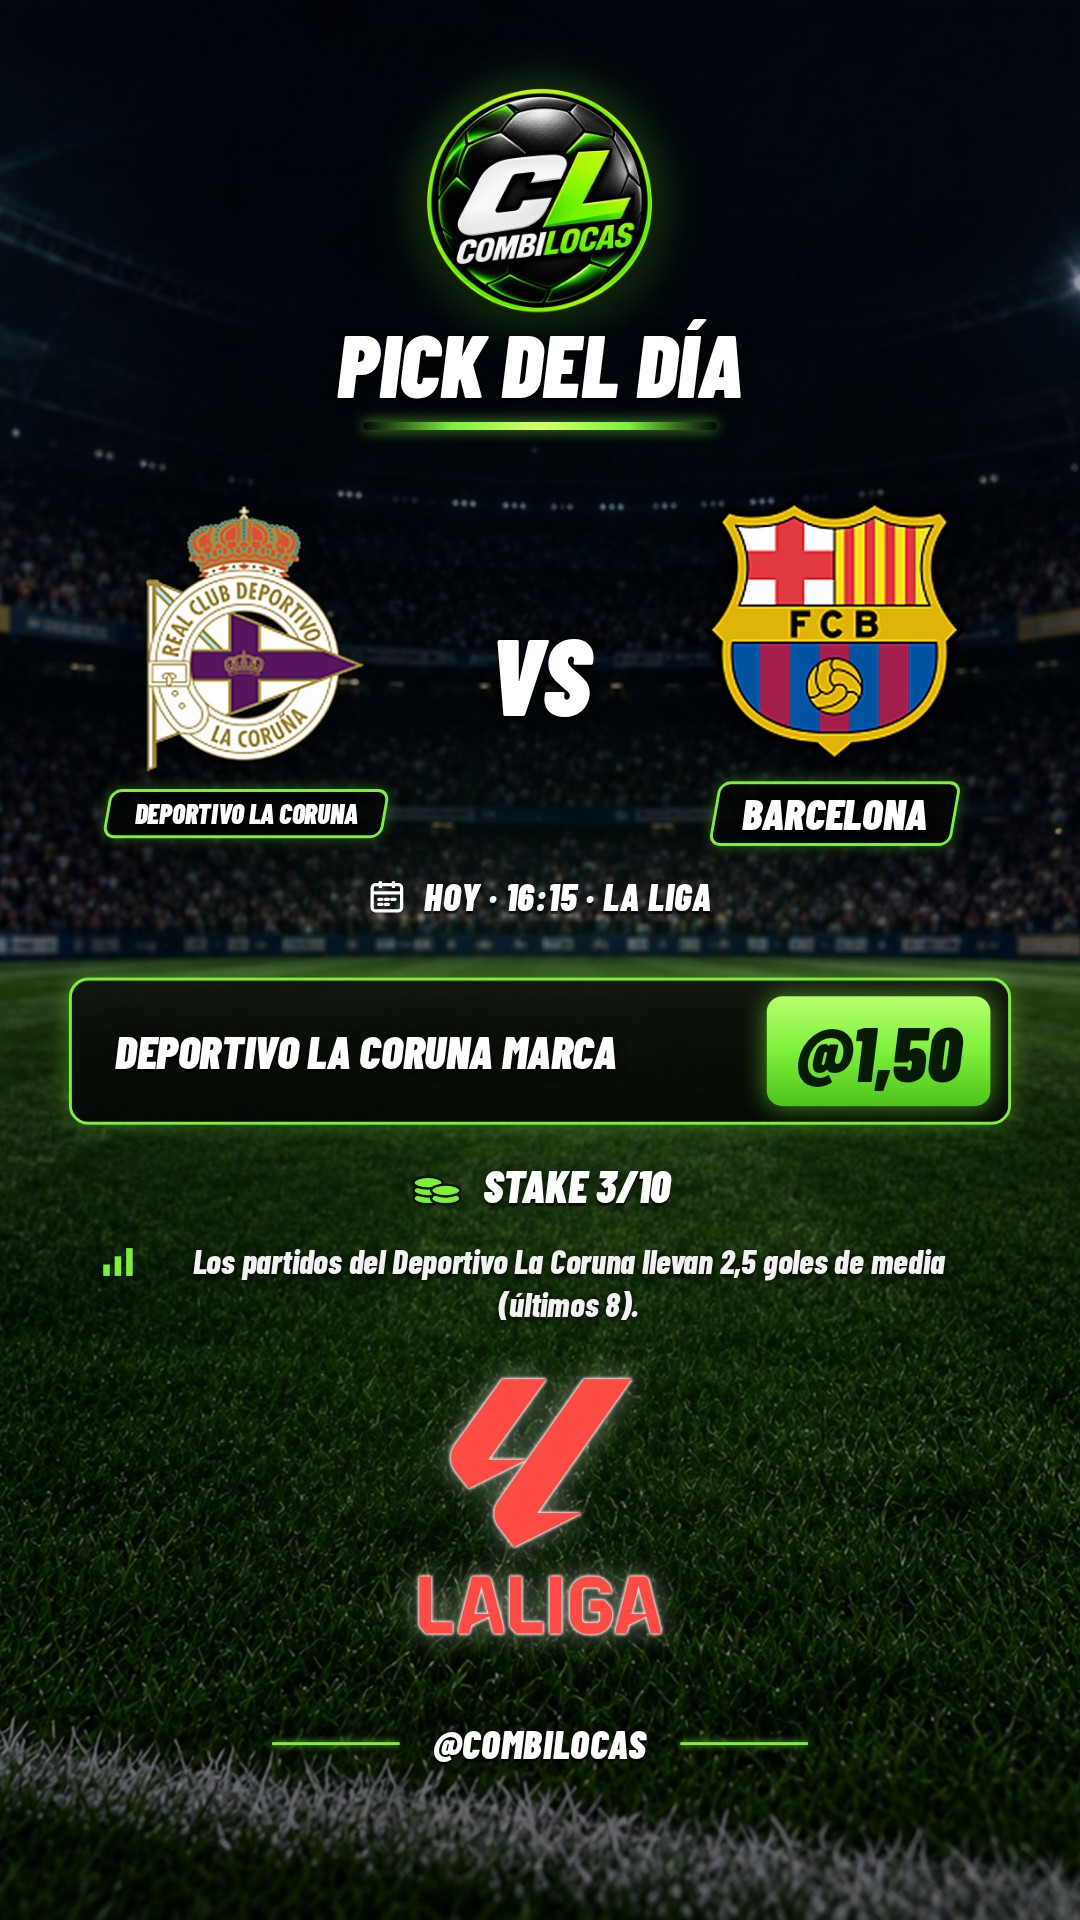 CL
COMBILOCAS
PICK DEL DÍA
REAL CLUB DEPORTIVO
LA CORUÑA
FCB
VS
DEPORTIVO LA CORUNA
BARCELONA
HOY · 16:15 · LA LIGA
DEPORTIVO LA CORUNA MARCA
@1,50
STAKE 3/10
Los partidos del Deportivo La Coruna llevan 2,5 goles de media
(últimos 8).
LALIGA
@COMBILOCAS